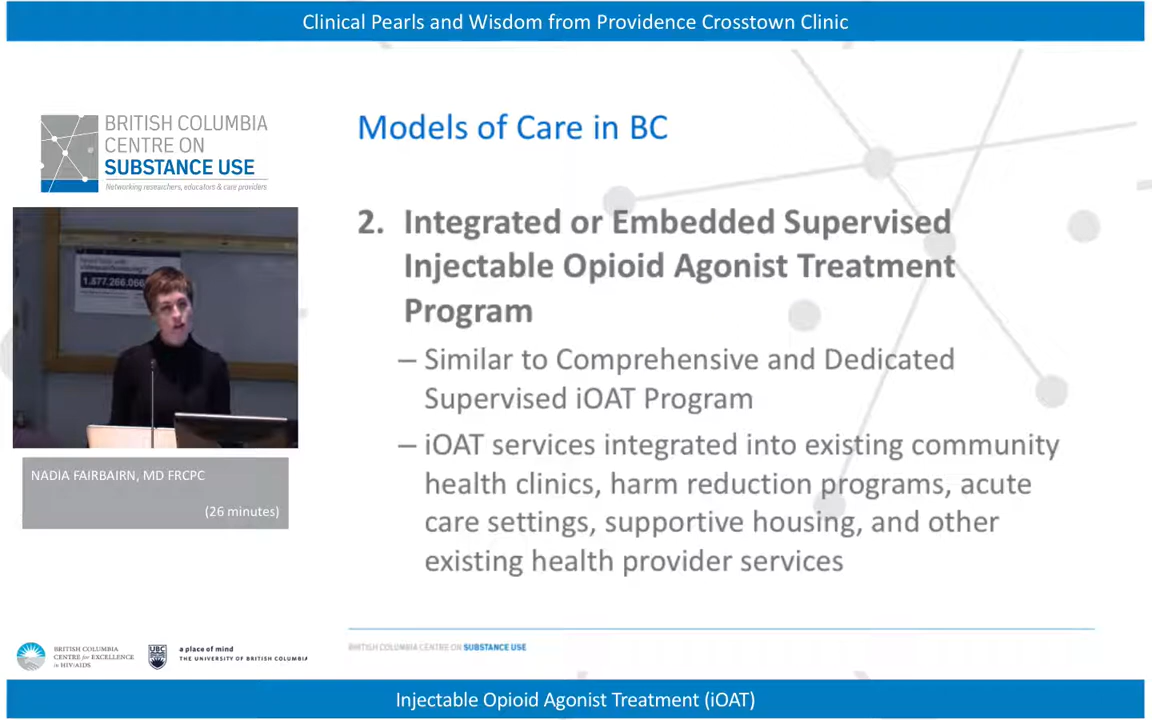 Clinical Pearls and Wisdom from Providence Crosstown Clinic
BRITISH COLUMBIA
CENTRE ON
SUBSTANCE USE
Networking researchers, educators & care providers
1.877.266.066
NADIA FAIRBAIRN, MD FRCPC
(26 minutes)
Models of Care in BC
2. Integrated or Embedded Supervised
Injectable Opioid Agonist Treatment
Program
– Similar to Comprehensive and Dedicated
Supervised iOAT Program
– iOAT services integrated into existing community
health clinics, harm reduction programs, acute
care settings, supportive housing, and other
existing health provider services
BRITISH COLUMBIA
CENTRE for EXCELLENCE
in HIV/AIDS
UBC
a place of mind
THE UNIVERSITY OF BRITISH COLUMBIA
BRITISH COLUMBIA CENTRE ON SUBSTANCE USE
Injectable Opioid Agonist Treatment (iOAT)